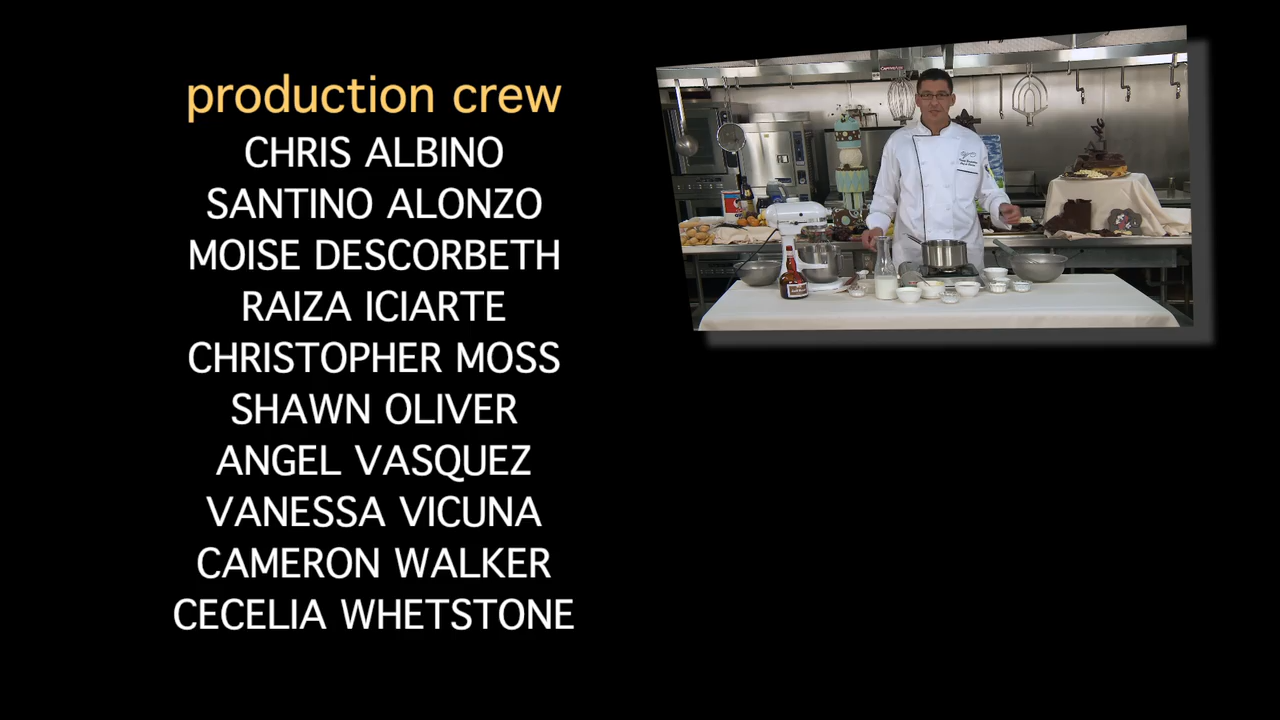 production crew
CHRIS ALBINO
SANTINO ALONZO
MOISE DESCORBETH
RAIZA ICIARTE
CHRISTOPHER MOSS
SHAWN OLIVER
ANGEL VASQUEZ
VANESSA VICUNA
CAMERON WALKER
CECELIA WHETSTONE